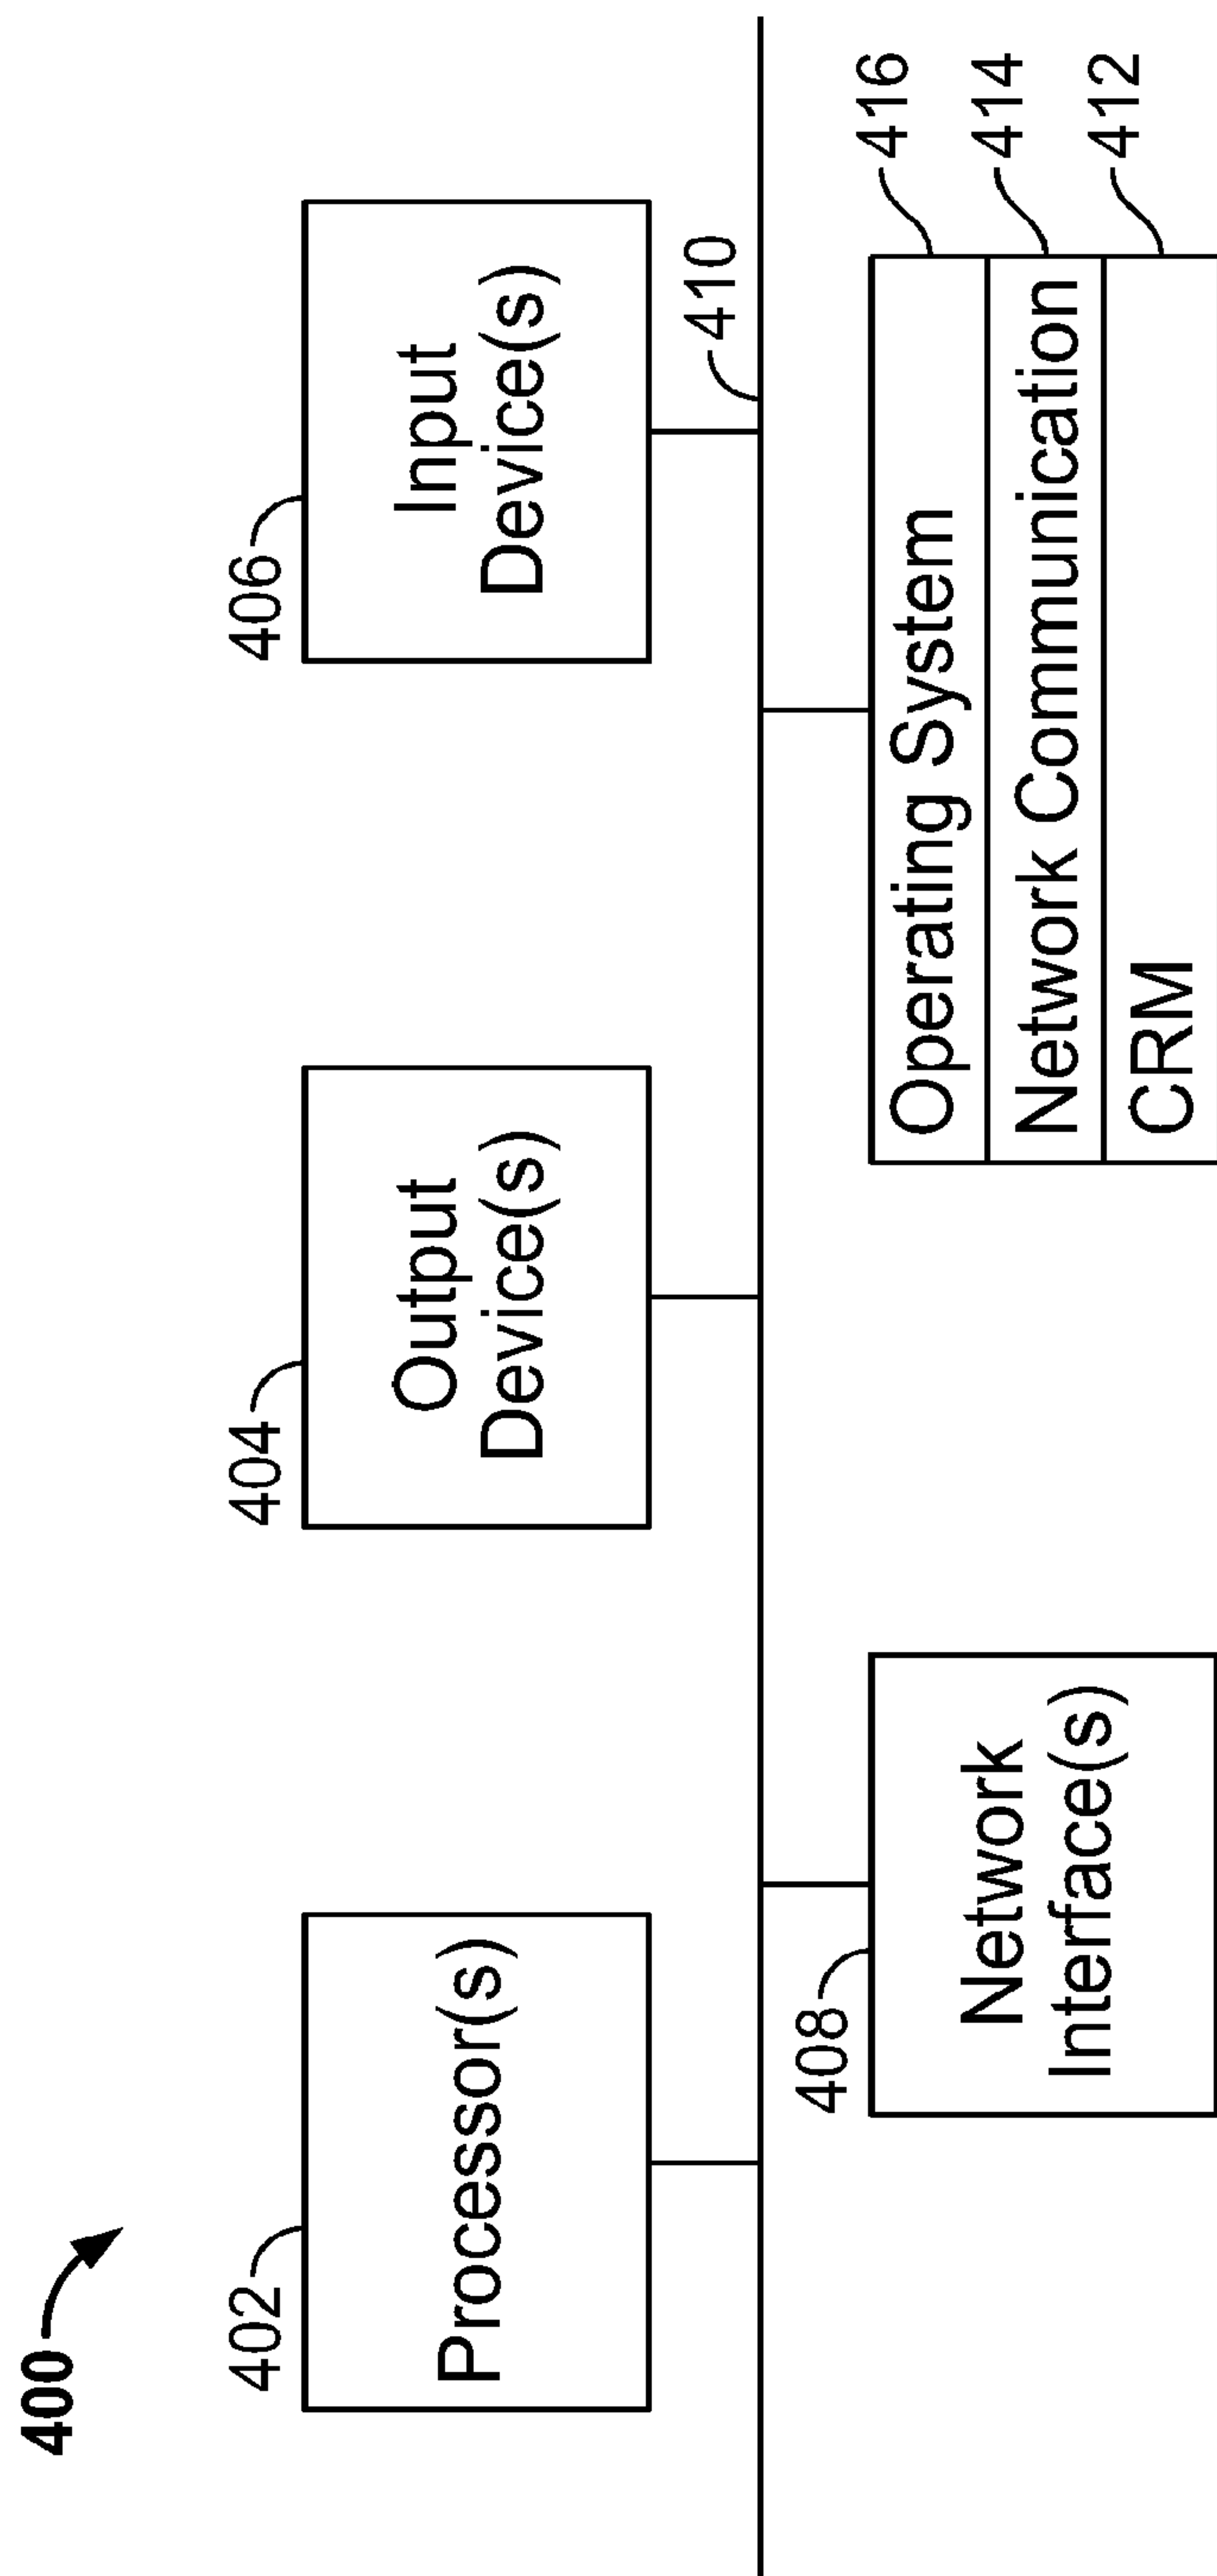 400
402
Processor(s)
404
Output
Device(s)
406
Input
Device(s)
410
408
Network
Interface(s)
Operating System
416
Network Communication
414
CRM
412